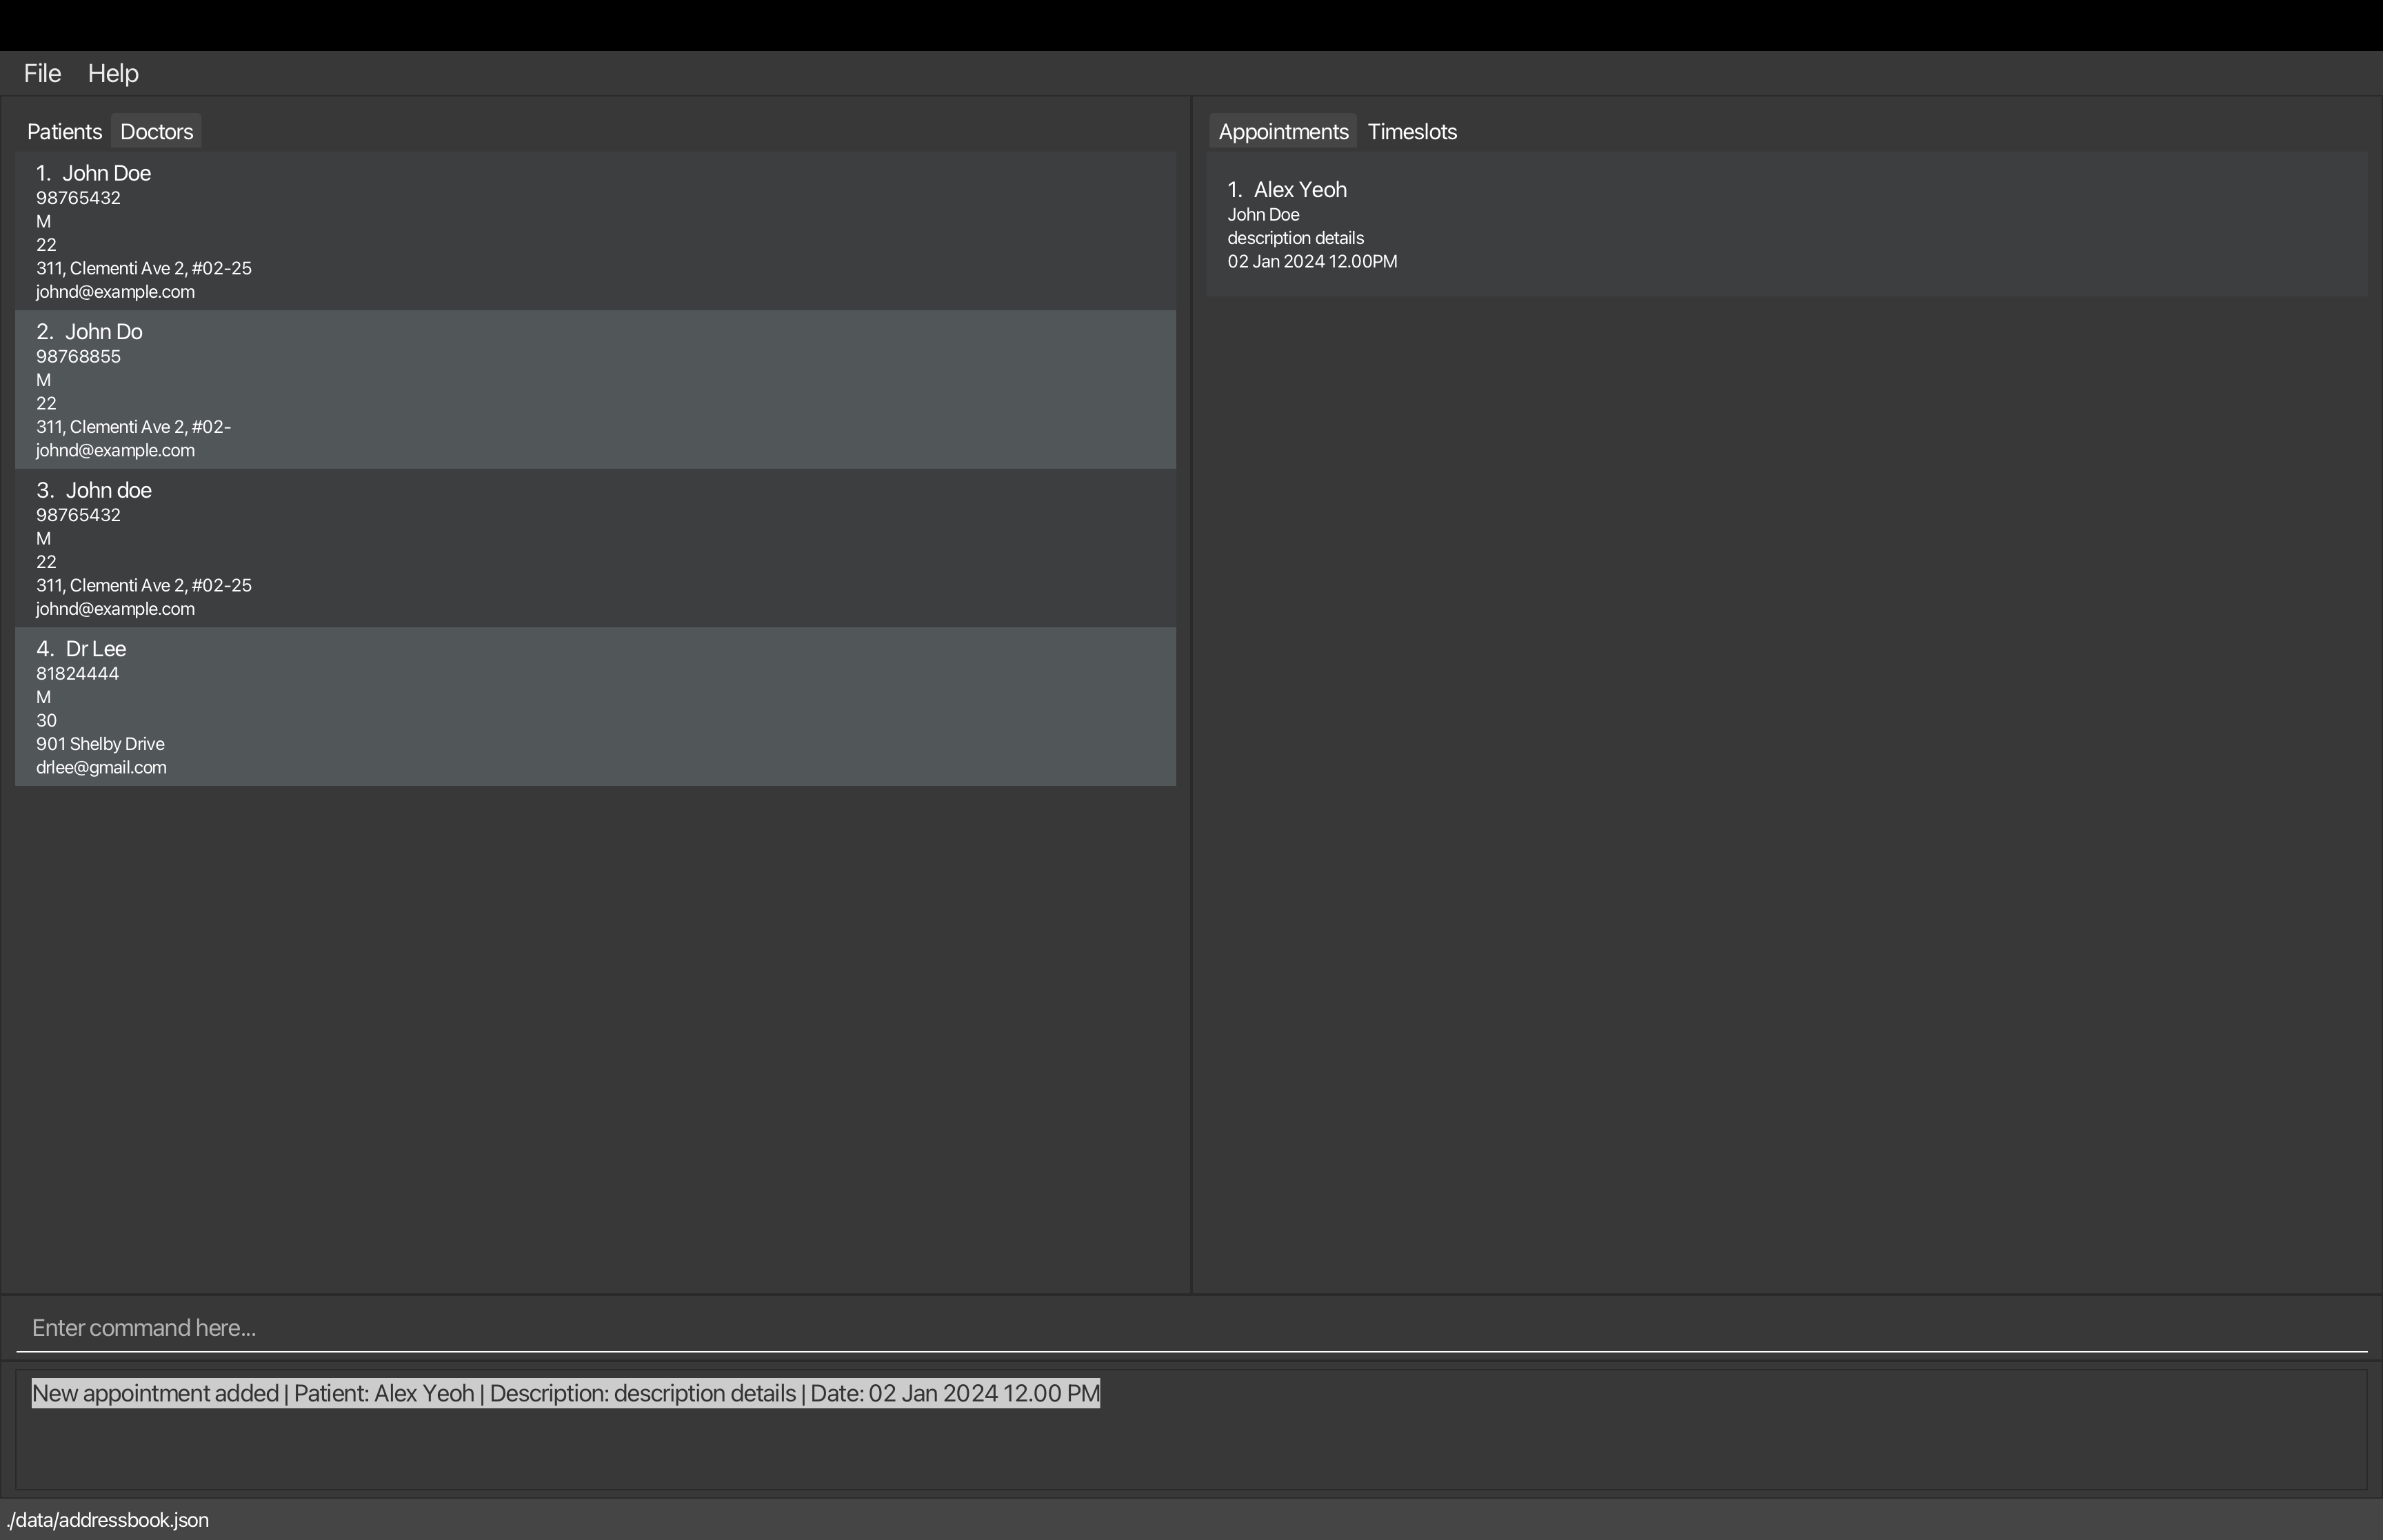 File Help
Patients Doctors
1. John Doe
98765432
M
22
311, Clementi Ave 2, #02-25
johnd@example.com
2. John Do
98768855
M
22
311, Clementi Ave 2, #02-
johnd@example.com
3. John doe
98765432
M
22
311, Clementi Ave 2, #02-25
johnd@example.com
4. Dr Lee
81824444
M
30
901 Shelby Drive
drlee@gmail.com
Appointments Timeslots
1. Alex Yeoh
John Doe
description details
02 Jan 2024 12.00PM
Enter command here...
New appointment added | Patient: Alex Yeoh | Description: description details | Date: 02 Jan 2024 12.00 PM
./data/addressbook.json